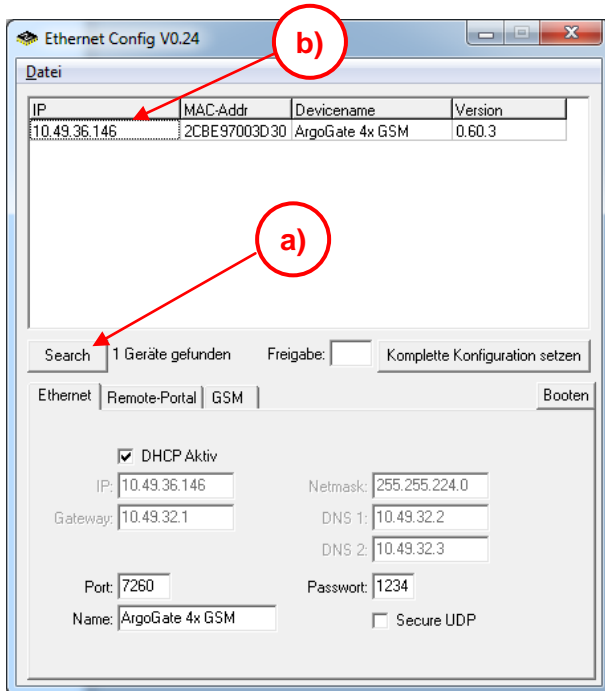 Ethernet Config V0.24
b)
Datei
IP MAC-Addr Devicename Version
10.49.36.146 2CBE97003D30 ArgoGate 4x GSM 0.60.3
a)
Search 1 Geräte gefunden Freigabe: Komplette Konfiguration setzen
Ethernet Remote-Portal GSM Booten
DHCP Aktiv
IP: 10.49.36.146 Netmask: 255.255.224.0
Gateway: 10.49.32.1 DNS 1: 10.49.32.2
DNS 2: 10.49.32.3
Port: 7260 Passwort: 1234
Name: ArgoGate 4x GSM Secure UDP